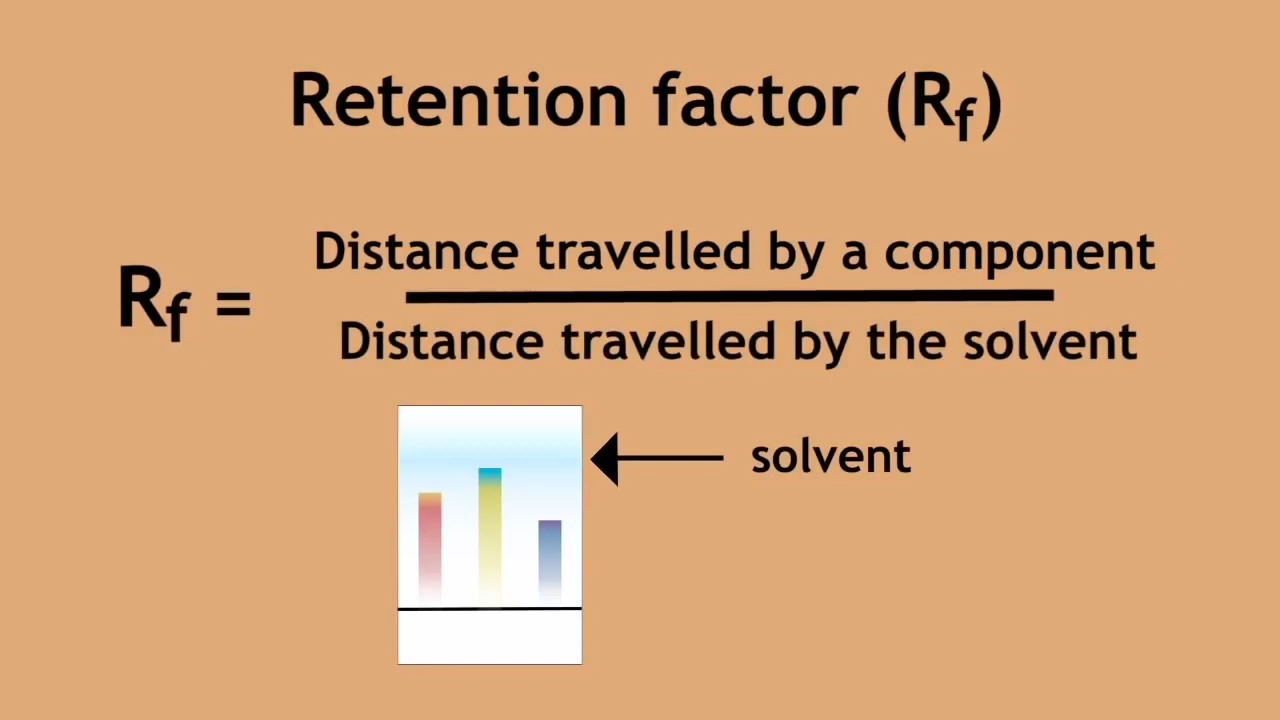 Retention factor (Rf)
Distance travelled by a component
Rf =
Distance travelled by the solvent
solvent